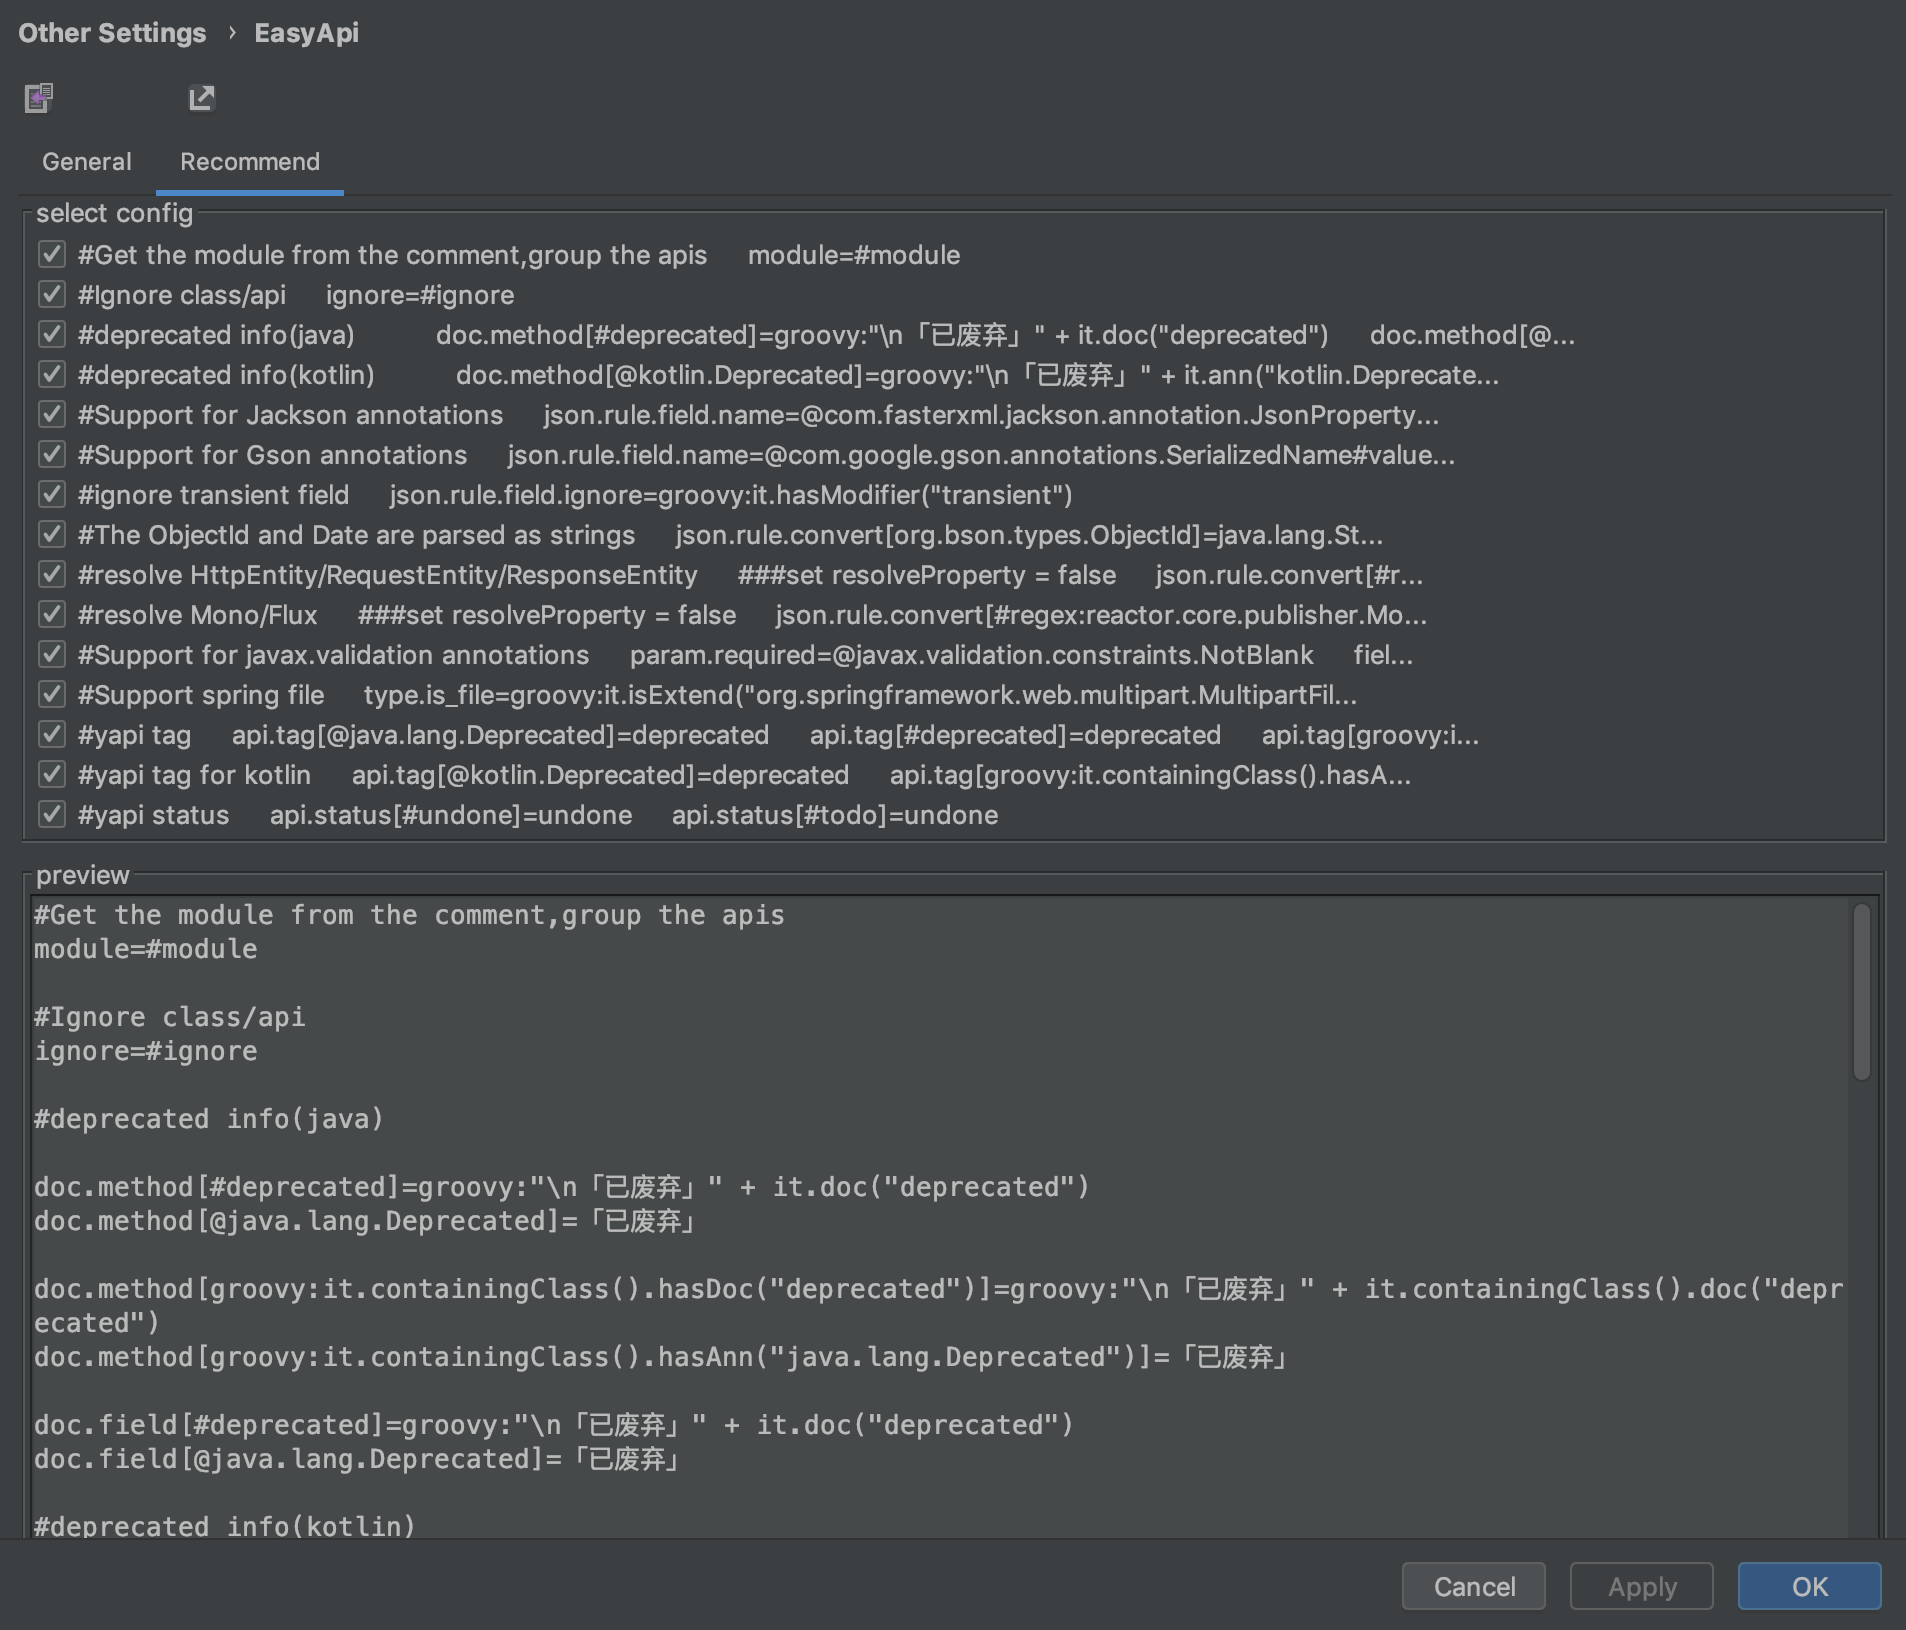 Other Settings › EasyApi
General Recommend
select config
#Get the module from the comment,group the apis module=#module
#Ignore class/api ignore=#ignore
#deprecated info(java) doc.method[#deprecated]=groovy:"\n「已废弃」" + it.doc("deprecated") doc.method[@...
#deprecated info(kotlin) doc.method[@kotlin.Deprecated]=groovy:"\n「已废弃」" + it.ann("kotlin.Deprecate...
#Support for Jackson annotations json.rule.field.name=@com.fasterxml.jackson.annotation.JsonProperty...
#Support for Gson annotations json.rule.field.name=@com.google.gson.annotations.SerializedName#value...
#ignore transient field json.rule.field.ignore=groovy:it.hasModifier("transient")
#The ObjectId and Date are parsed as strings json.rule.convert[org.bson.types.ObjectId]=java.lang.St...
#resolve HttpEntity/RequestEntity/ResponseEntity ###set resolveProperty = false json.rule.convert[#r...
#resolve Mono/Flux ###set resolveProperty = false json.rule.convert[#regex:reactor.core.publisher.Mo...
#Support for javax.validation annotations param.required=@javax.validation.constraints.NotBlank fiel...
#Support spring file type.is_file=groovy:it.isExtend("org.springframework.web.multipart.MultipartFil...
#yapi tag api.tag[@java.lang.Deprecated]=deprecated api.tag[#deprecated]=deprecated api.tag[groovy:i...
#yapi tag for kotlin api.tag[@kotlin.Deprecated]=deprecated api.tag[groovy:it.containingClass().hasA...
#yapi status api.status[#undone]=undone api.status[#todo]=undone
preview
#Get the module from the comment,group the apis
module=#module
#Ignore class/api
ignore=#ignore
#deprecated info(java)
doc.method[#deprecated]=groovy:"\n「已废弃」" + it.doc("deprecated")
doc.method[@java.lang.Deprecated]=「已废弃」
doc.method[groovy:it.containingClass().hasDoc("deprecated")]=groovy:"\n「已废弃」" + it.containingClass().doc("depr
ecated")
doc.method[groovy:it.containingClass().hasAnn("java.lang.Deprecated")]=「已废弃」
doc.field[#deprecated]=groovy:"\n「已废弃」" + it.doc("deprecated")
doc.field[@java.lang.Deprecated]=「已废弃」
#deprecated info(kotlin)
Cancel Apply OK